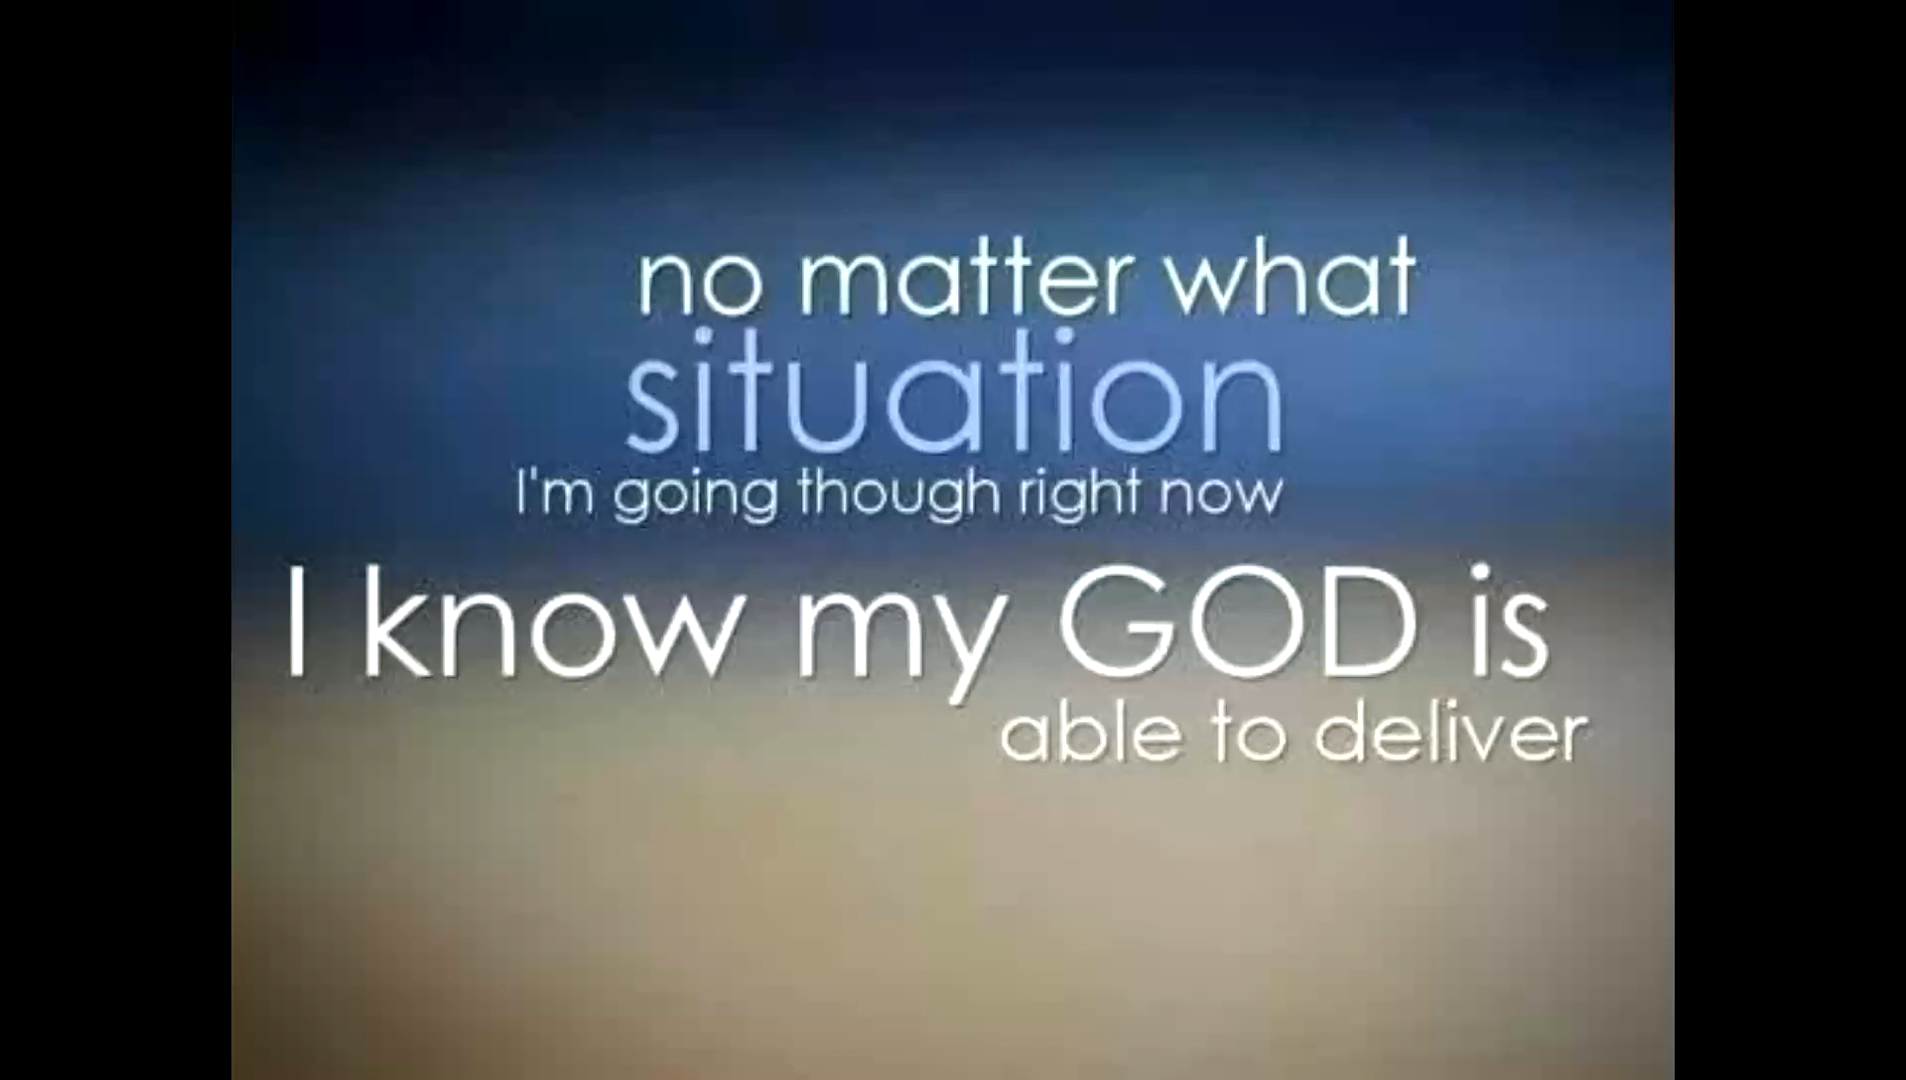 no matter what
situation
I'm going though right now
I know my GOD is
able to deliver